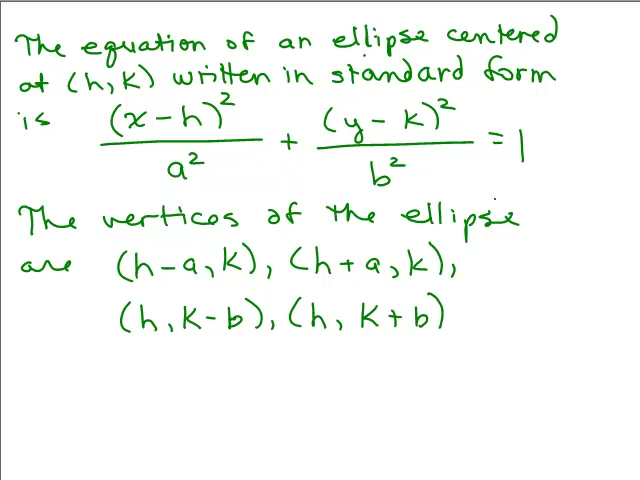 The equation of an ellipse centered
at (h, k) written in standard form
is (x - h)²/a² + (y - k)²/b² = 1
The vertices of the ellipse
are (h - a, k), (h + a, k),
(h, k - b), (h, k + b)